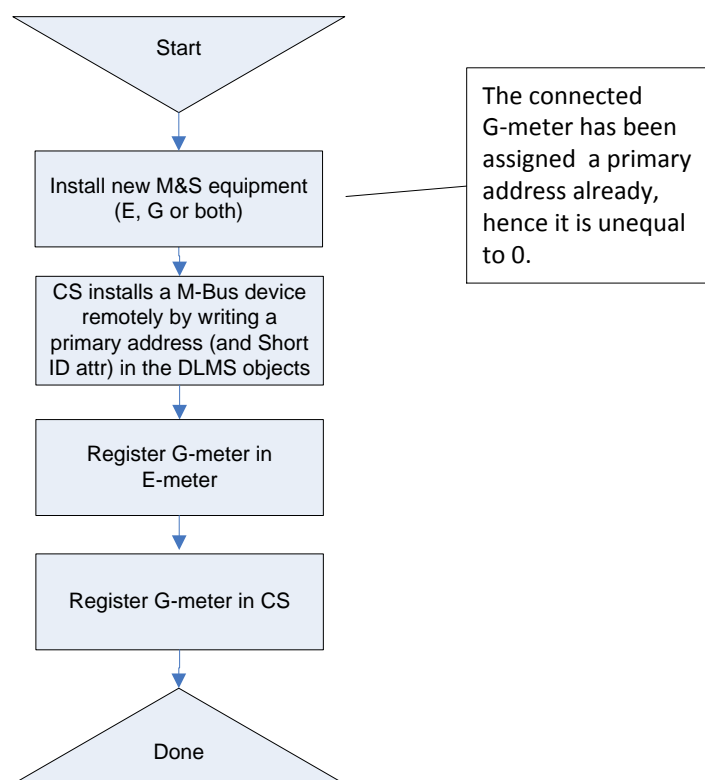 Start
Install new M&S equipment
(E, G or both)
The connected
G-meter has been
assigned a primary
address already,
hence it is unequal
to 0.
CS installs a M-Bus device
remotely by writing a
primary address (and Short
ID attr) in the DLMS objects
Register G-meter in
E-meter
Register G-meter in CS
Done